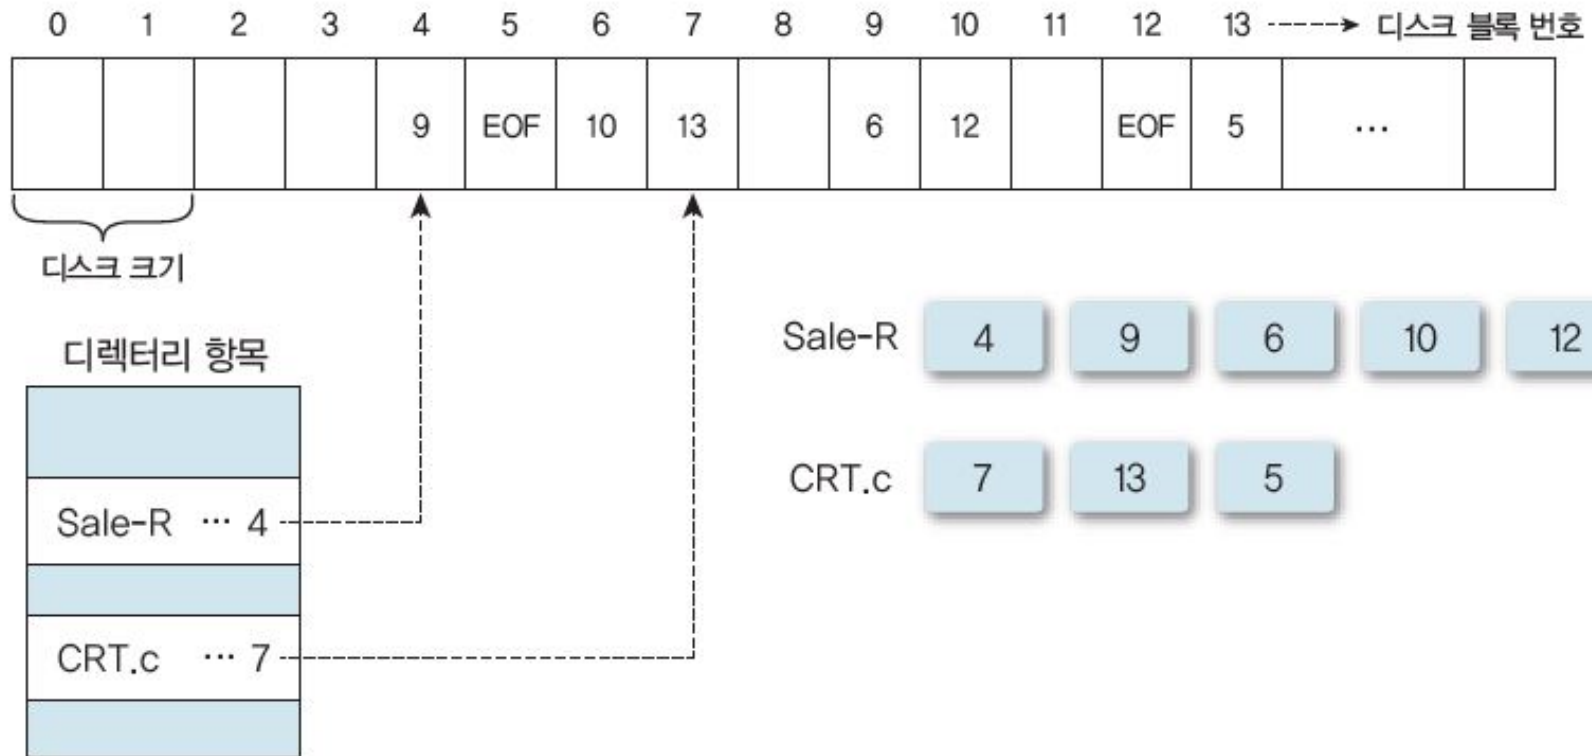 0 1 2 3 4 5 6 7 8 9 10 11 12 13 디스크 블록 번호
9 EOF 10 13 6 12 EOF 5 …
디스크 크기
Sale-R 4 9 6 10 12
디렉터리 항목
CRT.c 7 13 5
Sale-R … 4
CRT.c … 7